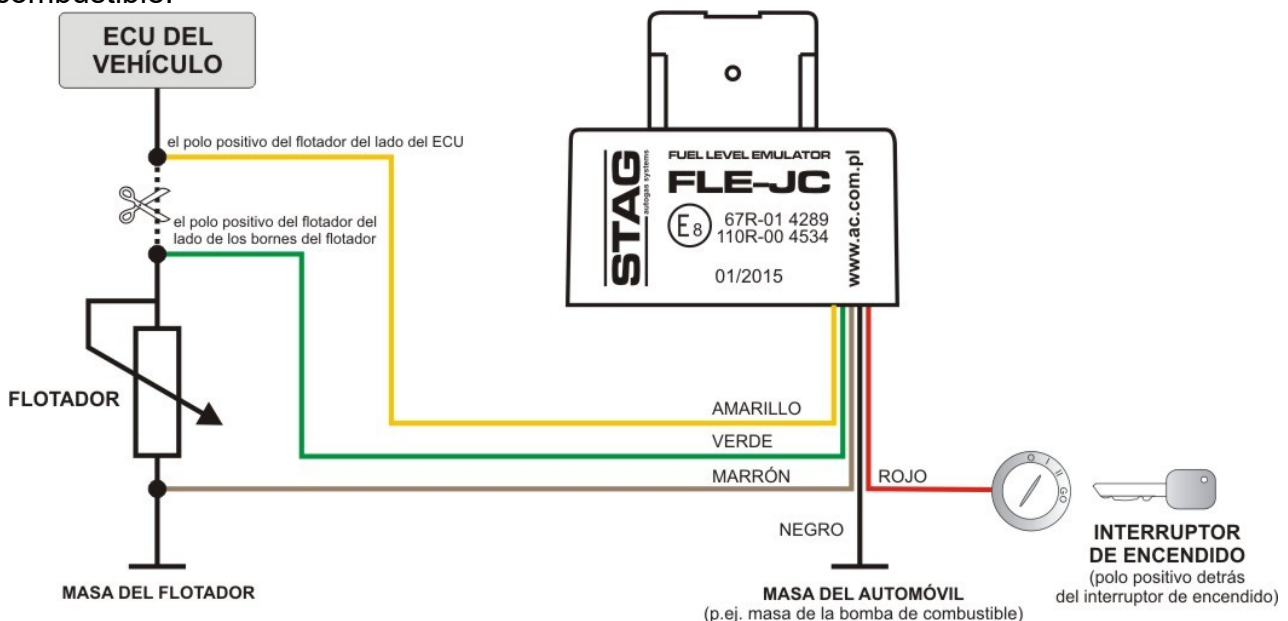 combustible.
ECU DEL
VEHÍCULO
el polo positivo del flotador del lado del ECU
el polo positivo del flotador del
lado de los bornes del flotador
FLOTADOR
MASA DEL FLOTADOR
STAG
autogas systems
FUEL LEVEL EMULATOR
FLE-JC
E8
67R-01 4289
110R-00 4534
01/2015
www.ac.com.pl
AMARILLO
VERDE
MARRÓN
ROJO
NEGRO
MASA DEL AUTOMÓVIL
(p.ej. masa de la bomba de combustible)
O I II GO
INTERRUPTOR
DE ENCENDIDO
(polo positivo detrás
del interruptor de encendido)